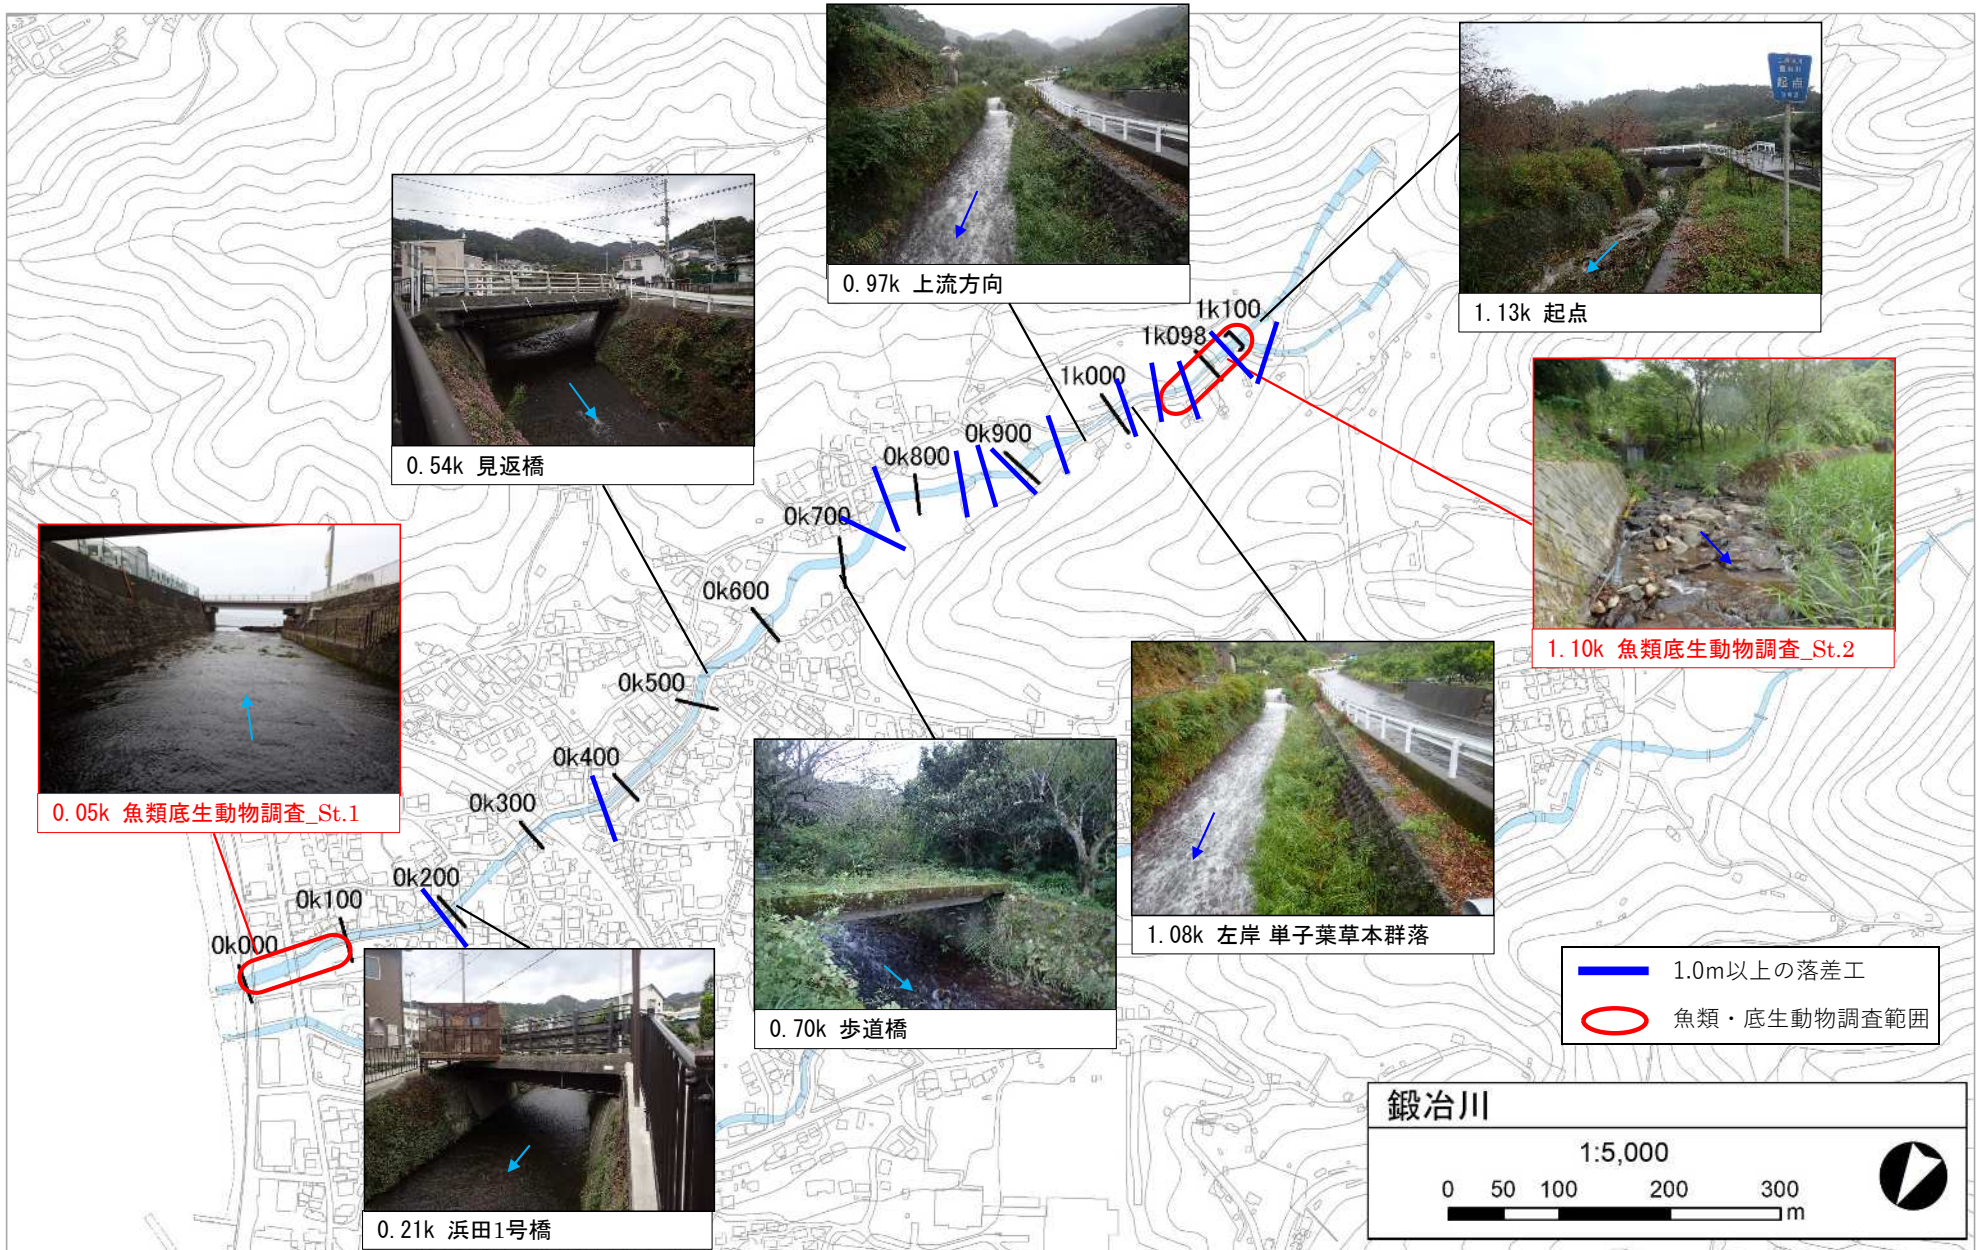 0.97k 上流方向
起点
1.13k 起点
0.54k 見返橋
1k100
1k098
1k000
0k900
0k800
0k700
0k600
0k500
0k400
0k300
0k200
0k100
0k000
1.10k 魚類底生動物調査_St.2
0.05k 魚類底生動物調査_St.1
1.08k 左岸 単子葉草本群落
0.70k 歩道橋
0.21k 浜田1号橋
1.0m以上の落差工
魚類・底生動物調査範囲
鍛冶川
1:5,000
0 50 100 200 300
m